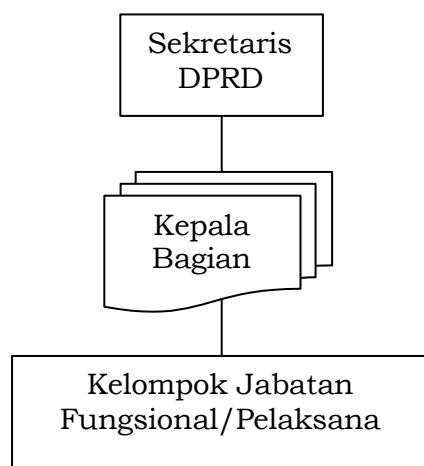 Sekretaris
DPRD
Kepala
Bagian
Kelompok Jabatan
Fungsional/Pelaksana